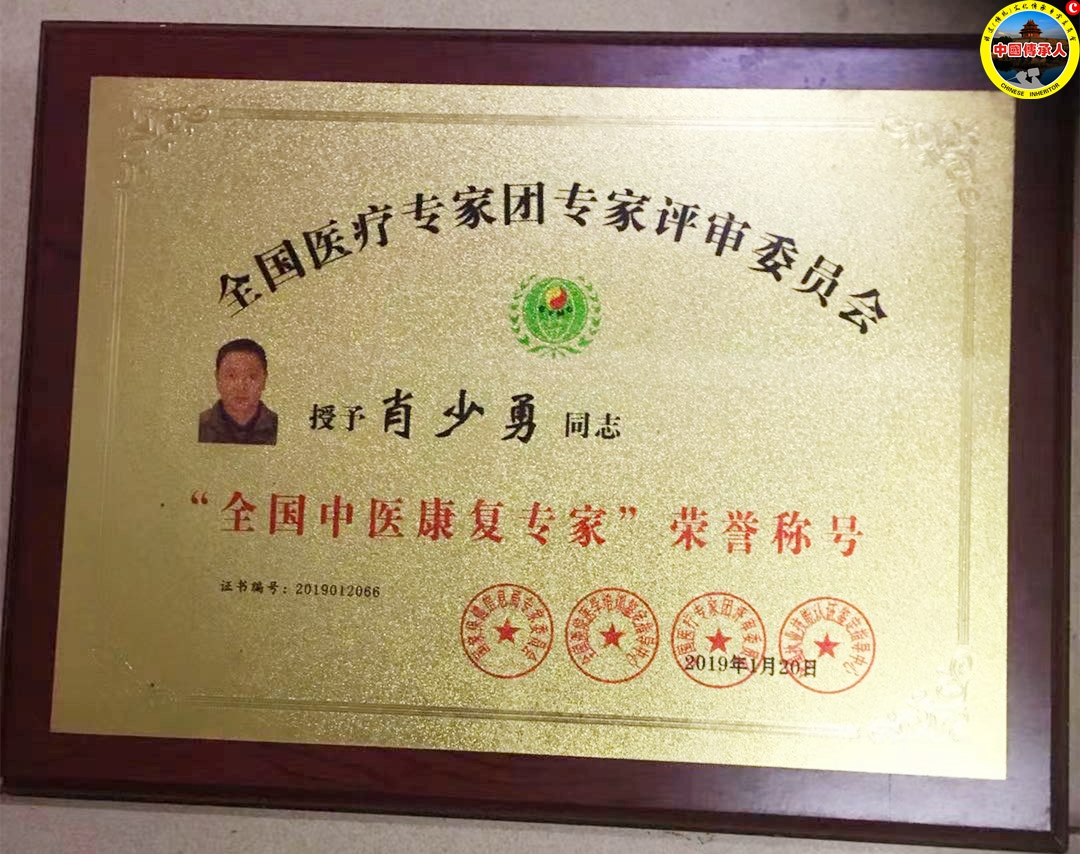 中國傳承人
CHINESE INHERITOR
全国医疗专家团专家评审委员会
授予 肖少勇 同志
“全国中医康复专家”荣誉称号
证书编号：2019012066
2019年1月20日